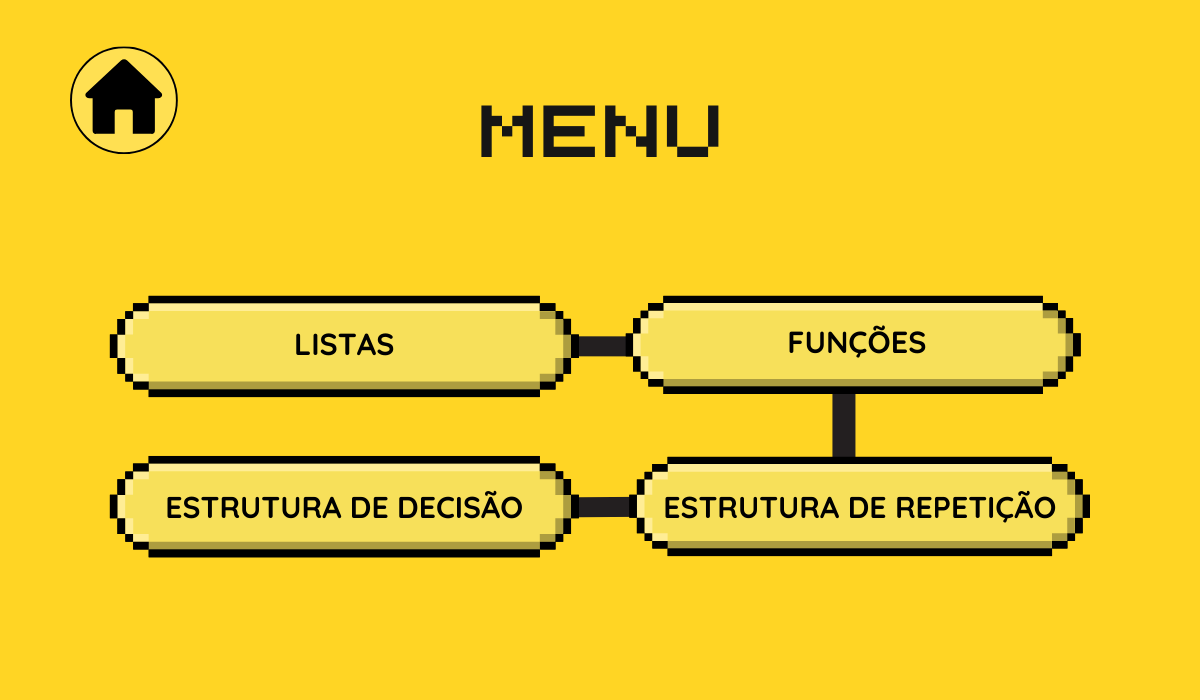 MENU
LISTAS
FUNÇÕES
ESTRUTURA DE DECISÃO
ESTRUTURA DE REPETIÇÃO